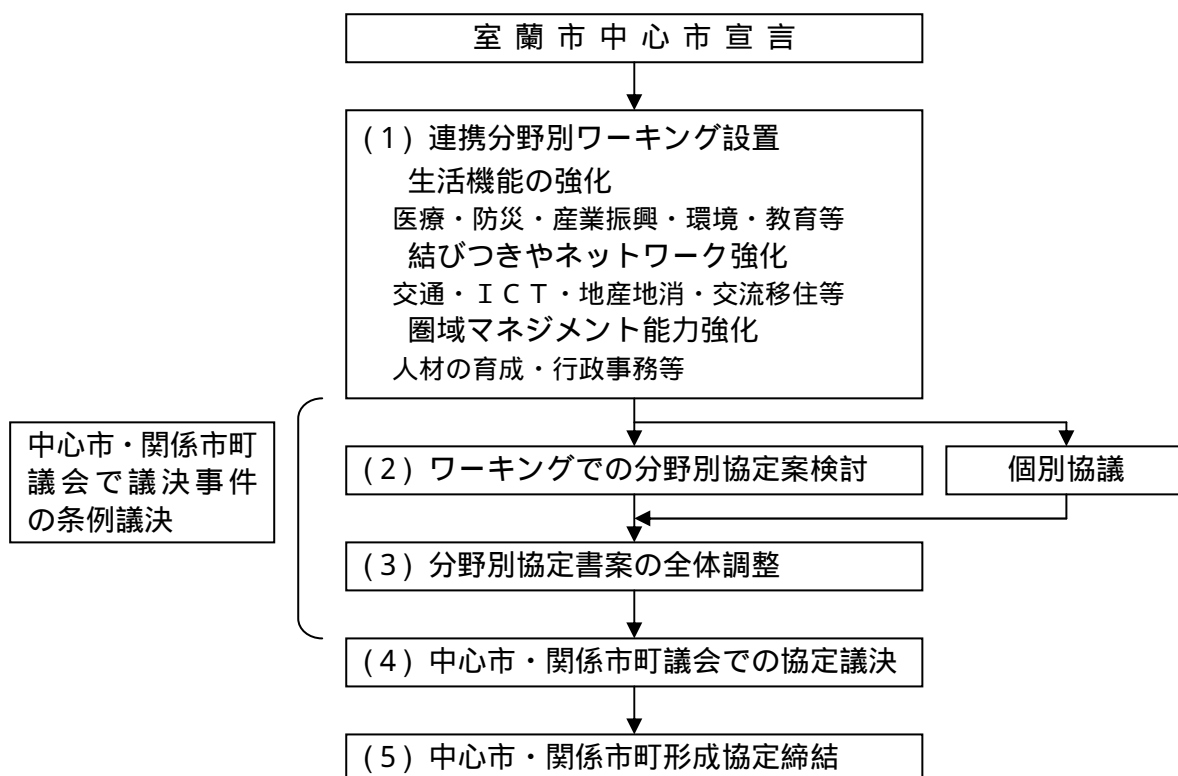 室蘭市中心市宣言
(1) 連携分野別ワーキング設置
生活機能の強化
医療・防災・産業振興・環境・教育等
結びつきやネットワーク強化
交通・ICT・地産地消・交流移住等
圏域マネジメント能力強化
人材の育成・行政事務等
中心市・関係市町
議会で議決事件
の条例議決
(2) ワーキングでの分野別協定案検討
個別協議
(3) 分野別協定書案の全体調整
(4) 中心市・関係市町議会での協定議決
(5) 中心市・関係市町形成協定締結